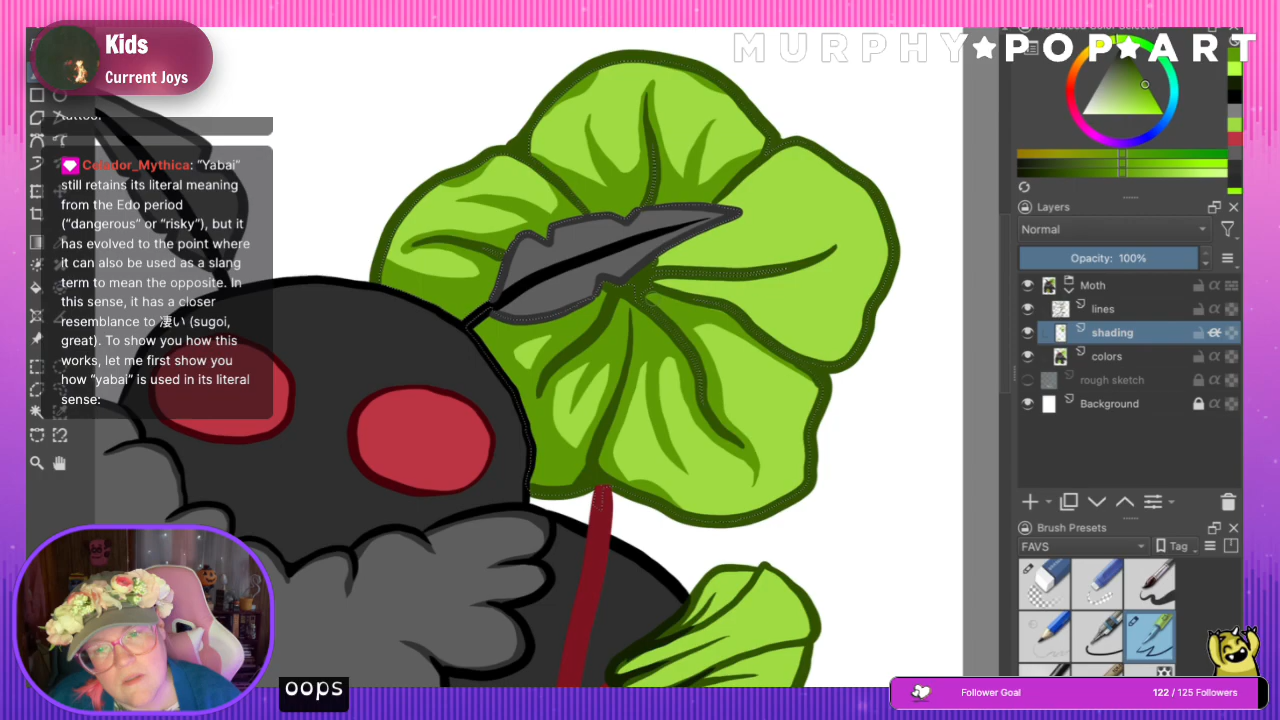 Kids
Current Joys
MURPHY★POP★ART
tattoo.
Celador_Mythica: "Yabai"
still retains its literal meaning
from the Edo period
("dangerous" or "risky"), but it
has evolved to the point where
it can also be used as a slang
term to mean the opposite. In
this sense, it has a closer
resemblance to 凄い (sugoi,
great). To show you how this
works, let me first show you
how "yabai" is used in its literal
sense:
Advanced Color Selector
Layers
Normal
Opacity: 100%
Moth
lines
shading
colors
rough sketch
Background
Brush Presets
FAVS
Tag
oops
Follower Goal
122 / 125 Followers